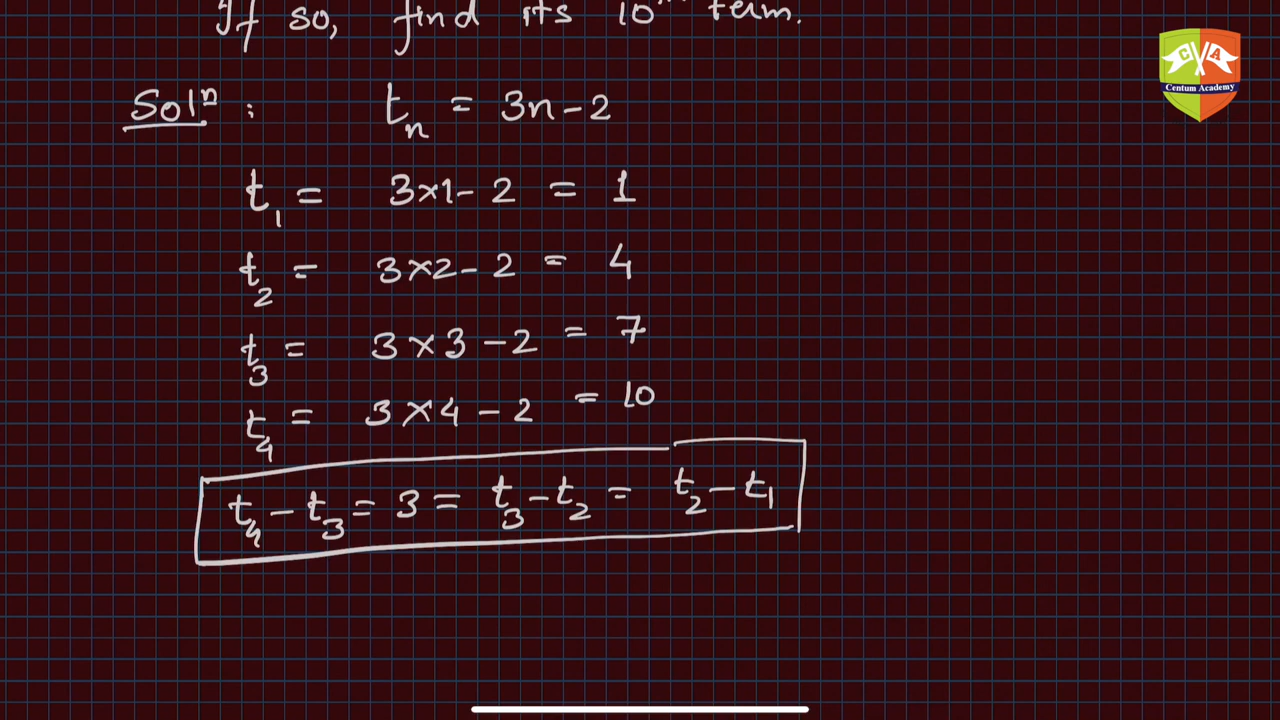 If so, find its 10th term.
C A
Centum Academy
Solⁿ : tₙ = 3n-2
t₁ = 3×1-2 = 1
t₂ = 3×2-2 = 4
t₃ = 3×3-2 = 7
t₄ = 3×4-2 = 10
t₄-t₃ = 3 = t₃-t₂ = t₂-t₁